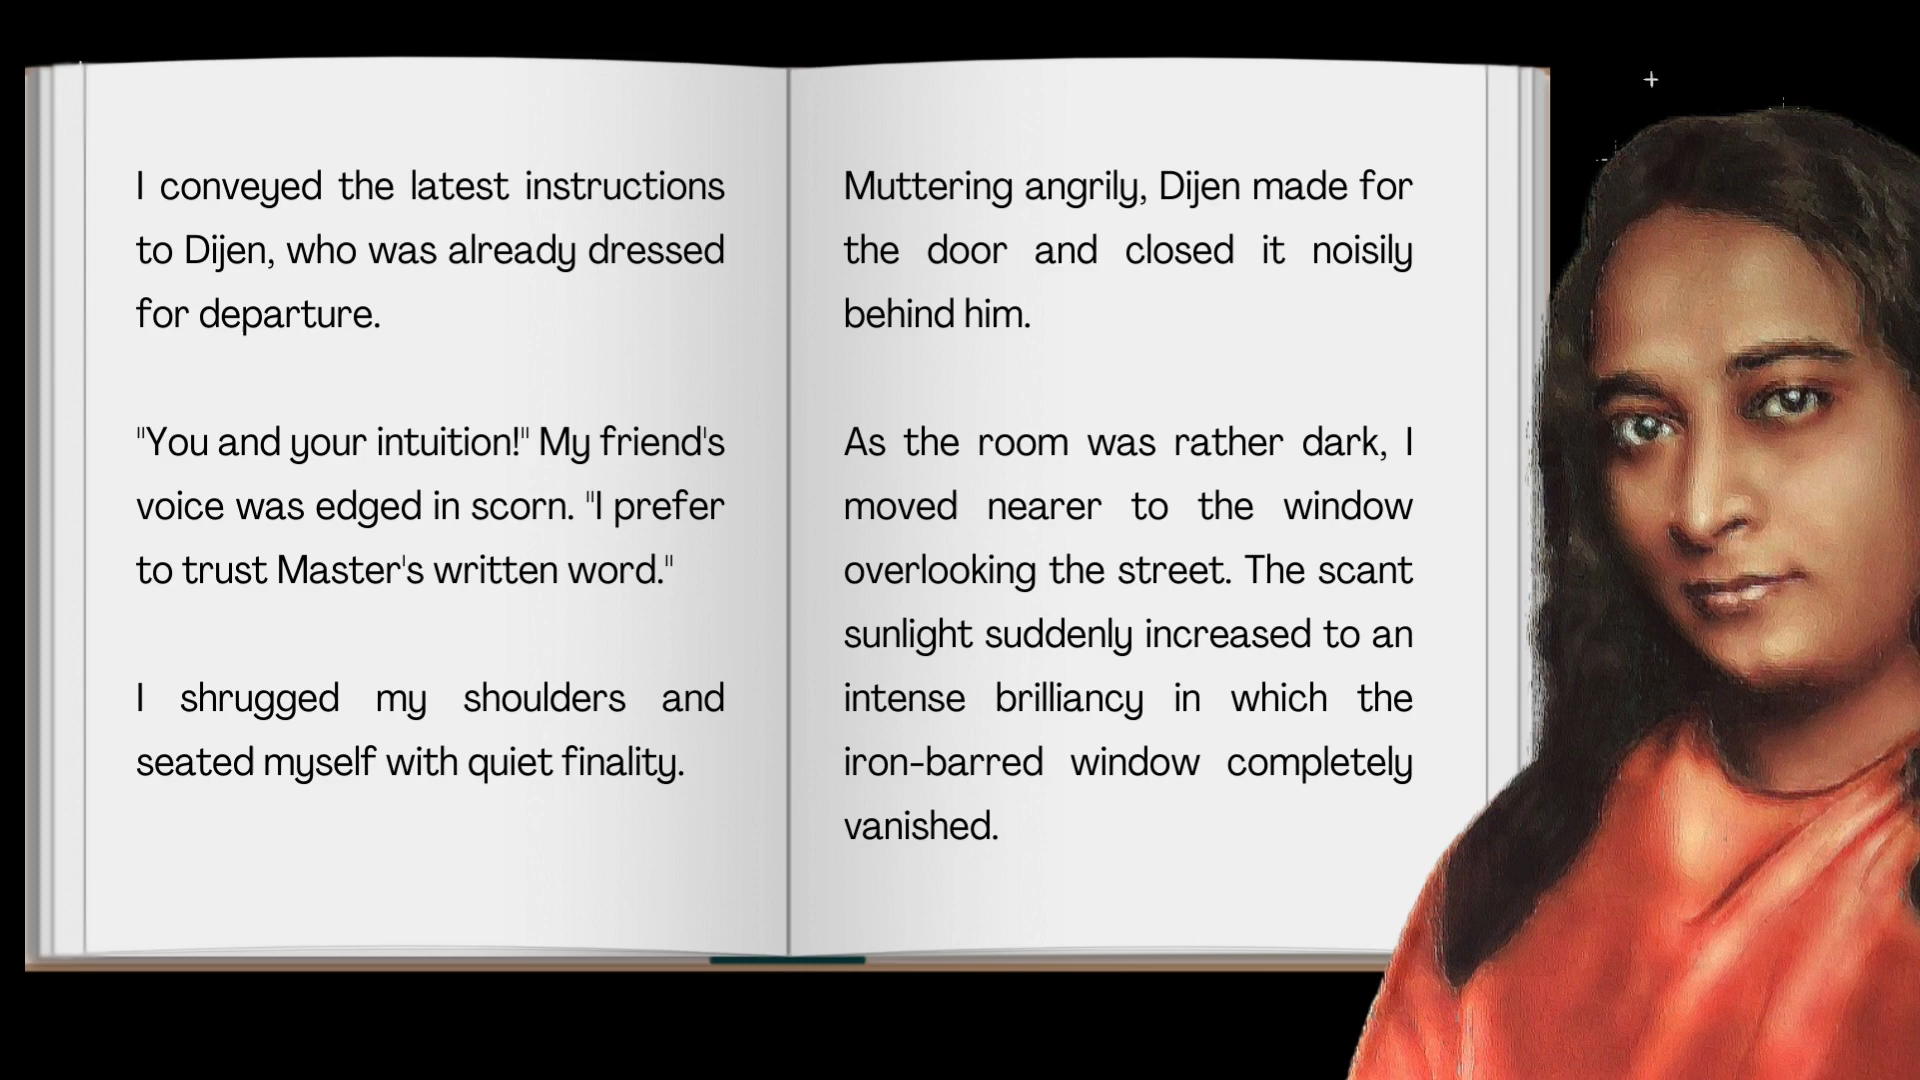 I conveyed the latest instructions
to Dijen, who was already dressed
for departure.
"You and your intuition!" My friend's
voice was edged in scorn. "I prefer
to trust Master's written word."
I shrugged my shoulders and
seated myself with quiet finality.
Muttering angrily, Dijen made for
the door and closed it noisily
behind him.
As the room was rather dark, I
moved nearer to the window
overlooking the street. The scant
sunlight suddenly increased to an
intense brilliancy in which the
iron-barred window completely
vanished.